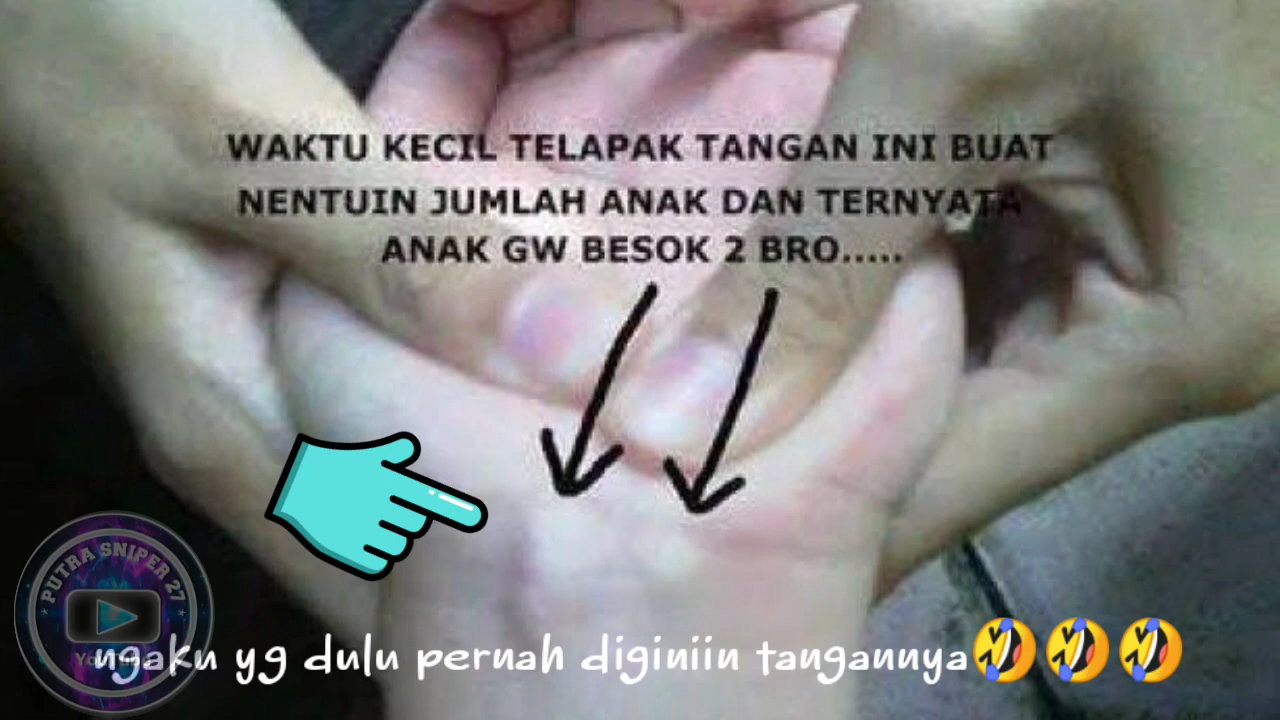 WAKTU KECIL TELAPAK TANGAN INI BUAT
NENTUIN JUMLAH ANAK DAN TERNYATA
ANAK GW BESOK 2 BRO.....
PUTRA SNIPER 27
ngaku yg dulu pernah diginiin tangannya🤣🤣🤣